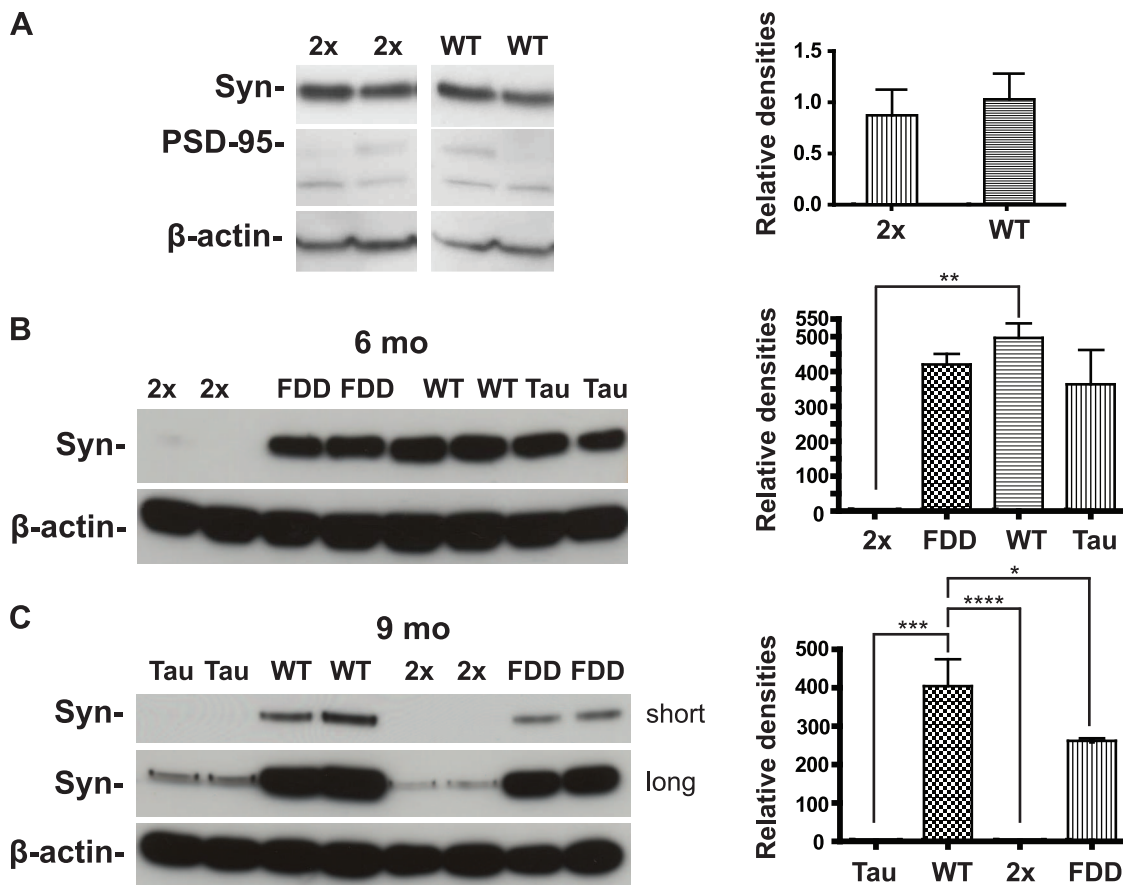 A
2x 2x WT WT
Syn-
PSD-95-
β-actin-
Relative densities
1.5
1.0
0.5
0.0
2x WT
B
6 mo
2x 2x FDD FDD WT WT Tau Tau
Syn-
β-actin-
**
Relative densities
550
500
400
300
200
100
0
2x FDD WT Tau
C
9 mo
Tau Tau WT WT 2x 2x FDD FDD
Syn- short
Syn- long
β-actin-
*
****
***
Relative densities
500
400
300
200
100
0
Tau WT 2x FDD